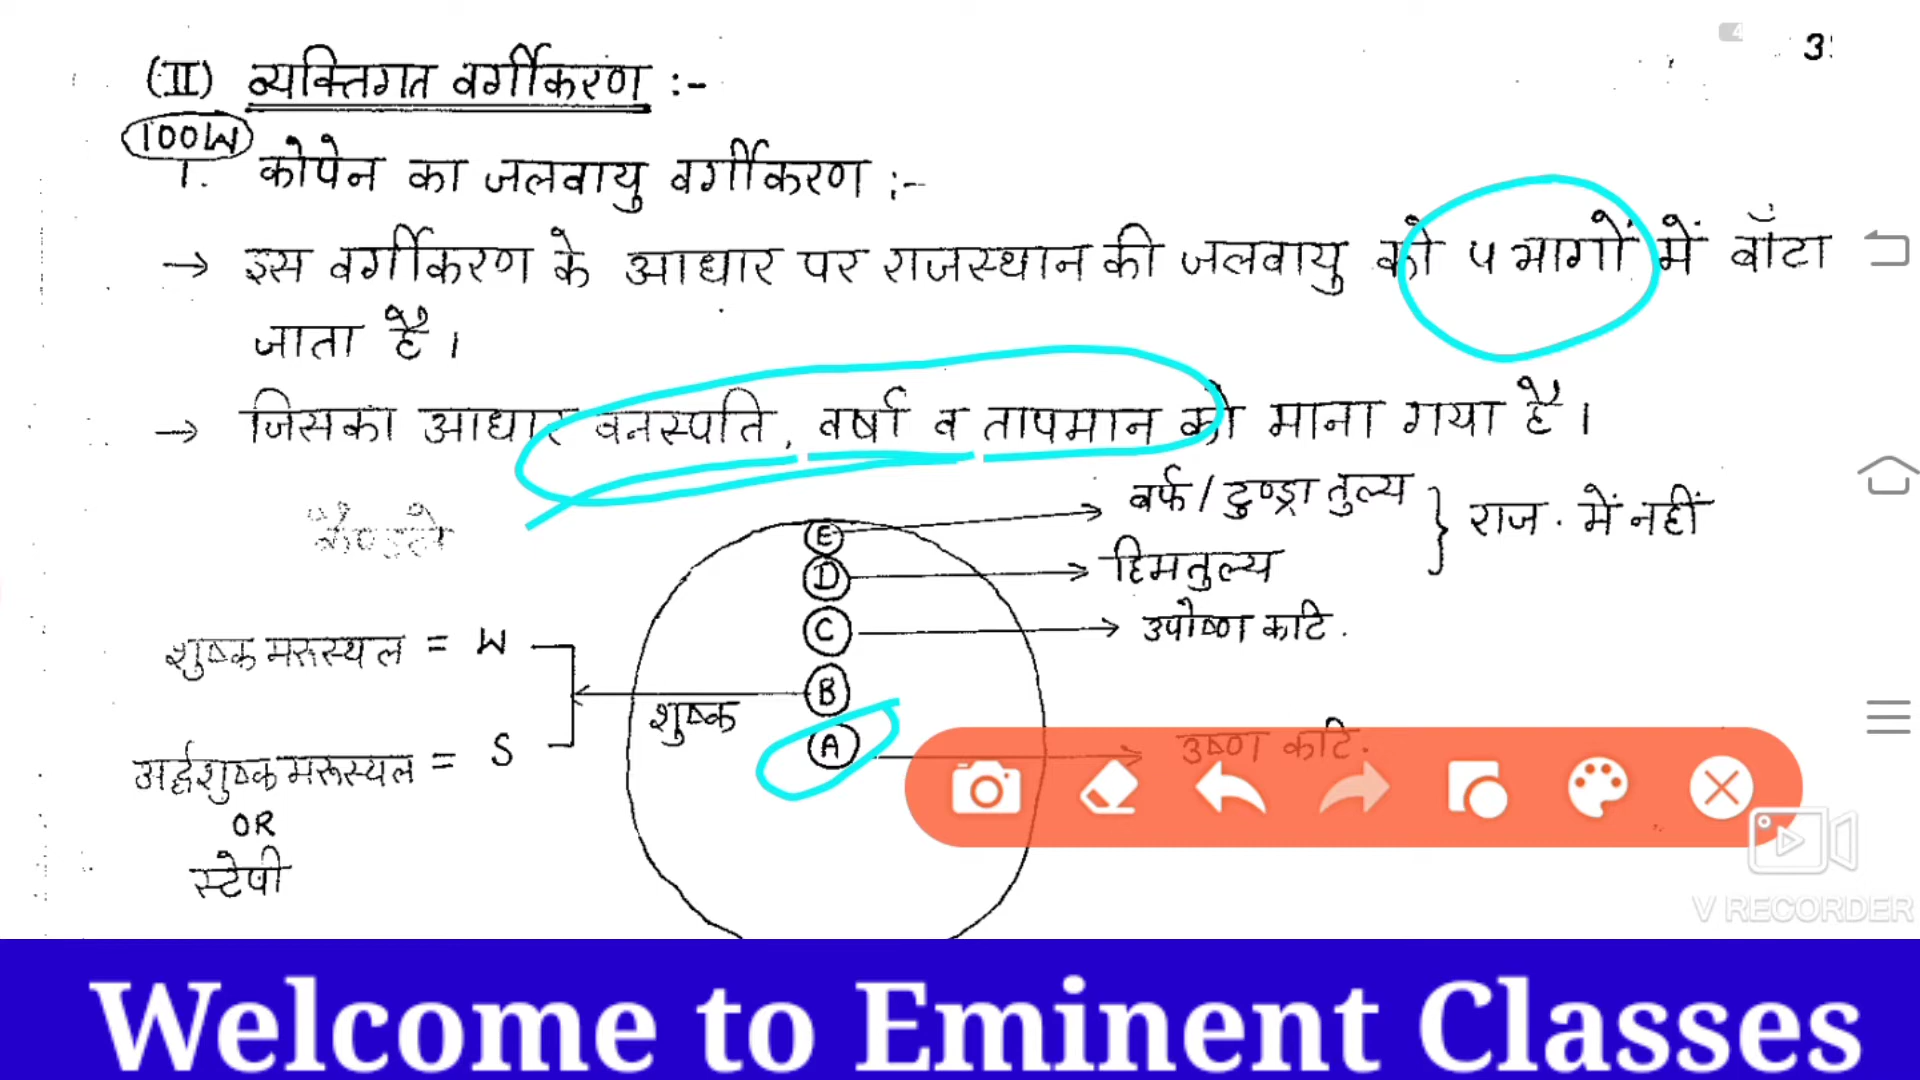 3
(II) व्यक्तिगत वर्गीकरण :-
100W
1. कोपेन का जलवायु वर्गीकरण :-
→ इस वर्गीकरण के आधार पर राजस्थान की जलवायु को 4 भागों में बाँटा
जाता है।
→ जिसका आधार वनस्पति, वर्षा व तापमान को माना गया है।
E → बर्फ / टुण्ड्रा तुल्य } राज. में नहीं
D → हिमतुल्य
C → उपोष्ण कटि.
शुष्क मरूस्थल = W
B
शुष्क
A → उष्ण कटि.
अर्द्धशुष्क मरूस्थल = S
OR
स्टेपी
V RECORDER
Welcome to Eminent Classes